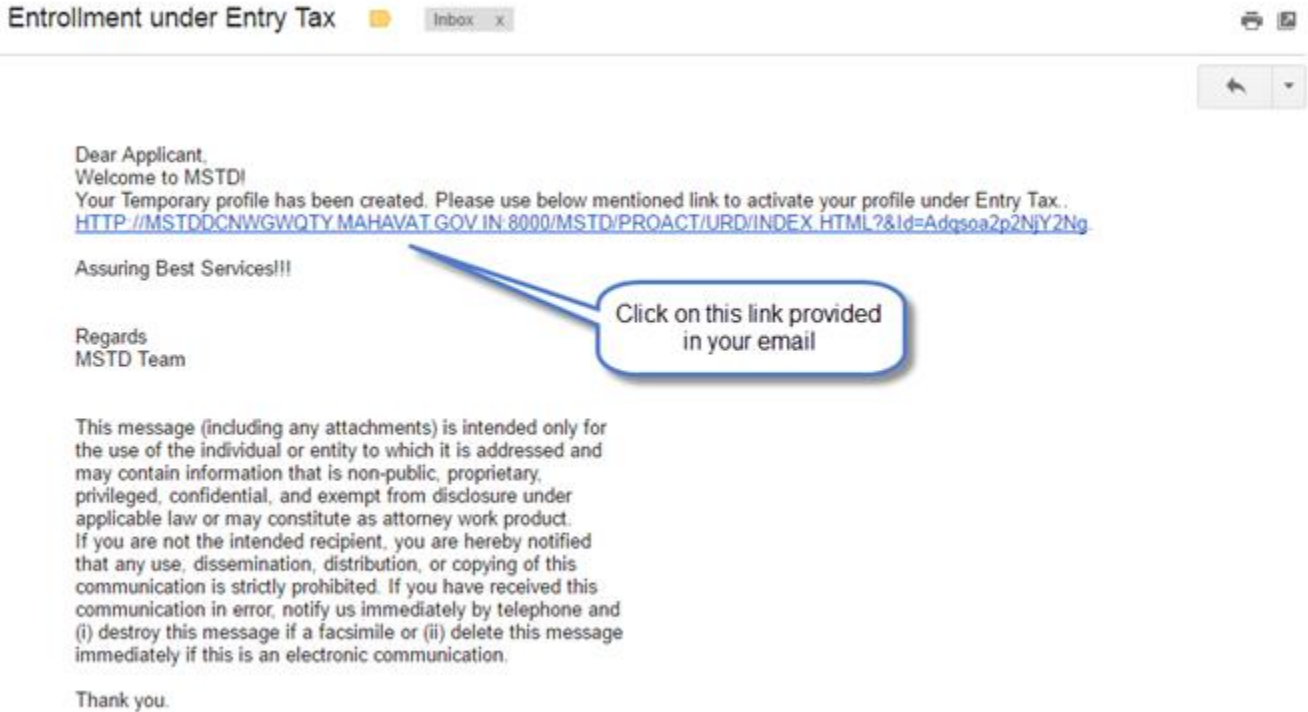 Entrollment under Entry Tax
Inbox x
Dear Applicant,
Welcome to MSTD!
Your Temporary profile has been created. Please use below mentioned link to activate your profile under Entry Tax..
HTTP://MSTDDCNWGWQTY.MAHAVAT.GOV.IN:8000/MSTD/PROACT/URD/INDEX.HTML?&Id=Adqsoa2p2NjY2Ng.
Assuring Best Services!!!
Click on this link provided
in your email
Regards
MSTD Team
This message (including any attachments) is intended only for
the use of the individual or entity to which it is addressed and
may contain information that is non-public, proprietary,
privileged, confidential, and exempt from disclosure under
applicable law or may constitute as attorney work product.
If you are not the intended recipient, you are hereby notified
that any use, dissemination, distribution, or copying of this
communication is strictly prohibited. If you have received this
communication in error, notify us immediately by telephone and
(i) destroy this message if a facsimile or (ii) delete this message
immediately if this is an electronic communication.
Thank you.